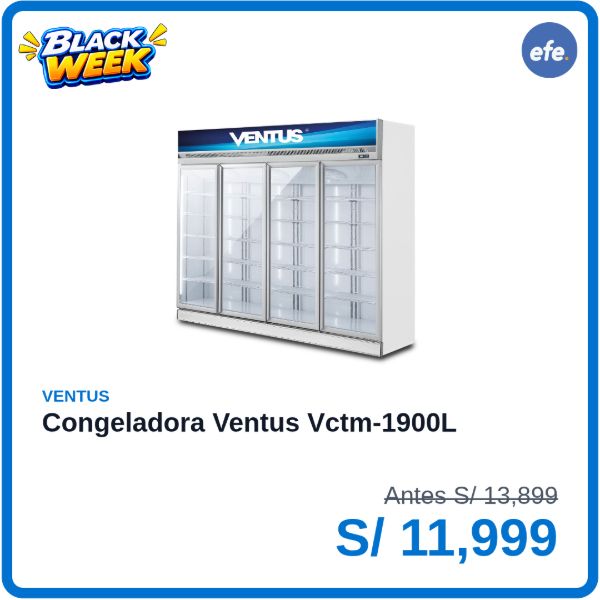 BLACK
WEEK
efe.
VENTUS
VENTUS
Congeladora Ventus Vctm-1900L
Antes S/ 13,899
S/ 11,999